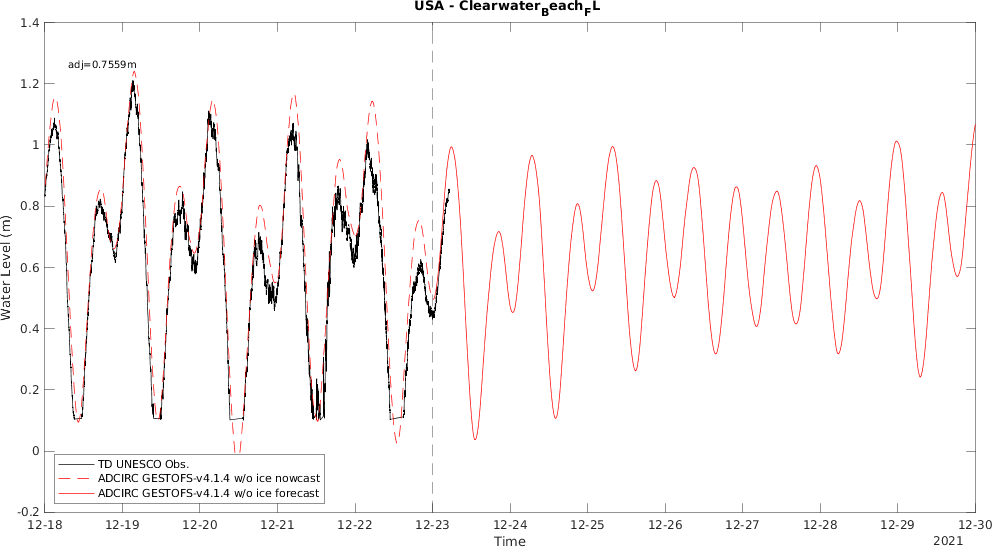 USA - Clearwater_Beach_FL
1.4
1.2
1
0.8
0.6
0.4
0.2
0
-0.2
Water Level (m)
adj=0.7559m
TD UNESCO Obs.
ADCIRC GESTOFS-v4.1.4 w/o ice nowcast
ADCIRC GESTOFS-v4.1.4 w/o ice forecast
12-18 12-19 12-20 12-21 12-22 12-23 12-24 12-25 12-26 12-27 12-28 12-29 12-30
Time
2021